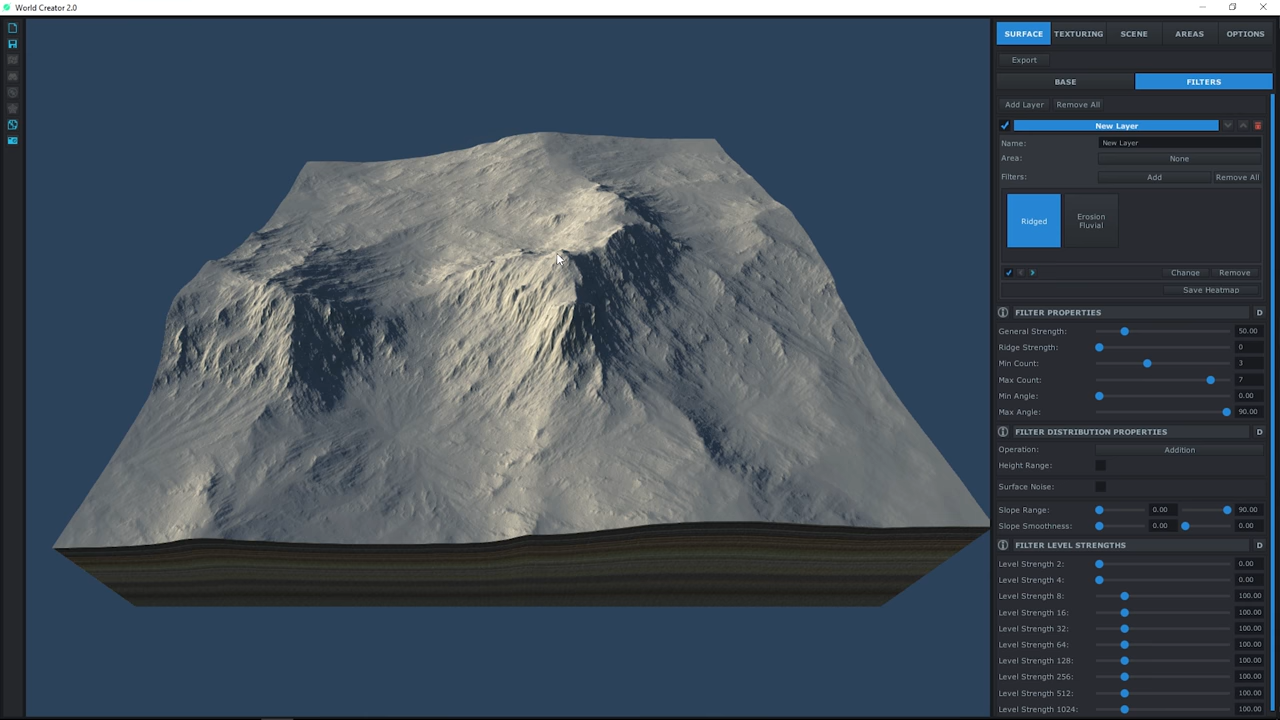 World Creator 2.0
SURFACE TEXTURING SCENE AREAS OPTIONS
Export
BASE FILTERS
Add Layer Remove All
New Layer
Name: New Layer
Area: None
Filters: Add Remove All
Ridged Erosion
Fluvial
Change Remove
Save Heatmap
FILTER PROPERTIES D
General Strength: 50.00
Ridge Strength: 0
Min Count: 3
Max Count: 7
Min Angle: 0.00
Max Angle: 90.00
FILTER DISTRIBUTION PROPERTIES D
Operation: Addition
Height Range:
Surface Noise:
Slope Range: 0.00 90.00
Slope Smoothness: 0.00 0.00
FILTER LEVEL STRENGTHS D
Level Strength 2: 0.00
Level Strength 4: 0.00
Level Strength 8: 100.00
Level Strength 16: 100.00
Level Strength 32: 100.00
Level Strength 64: 100.00
Level Strength 128: 100.00
Level Strength 256: 100.00
Level Strength 512: 100.00
Level Strength 1024: 100.00